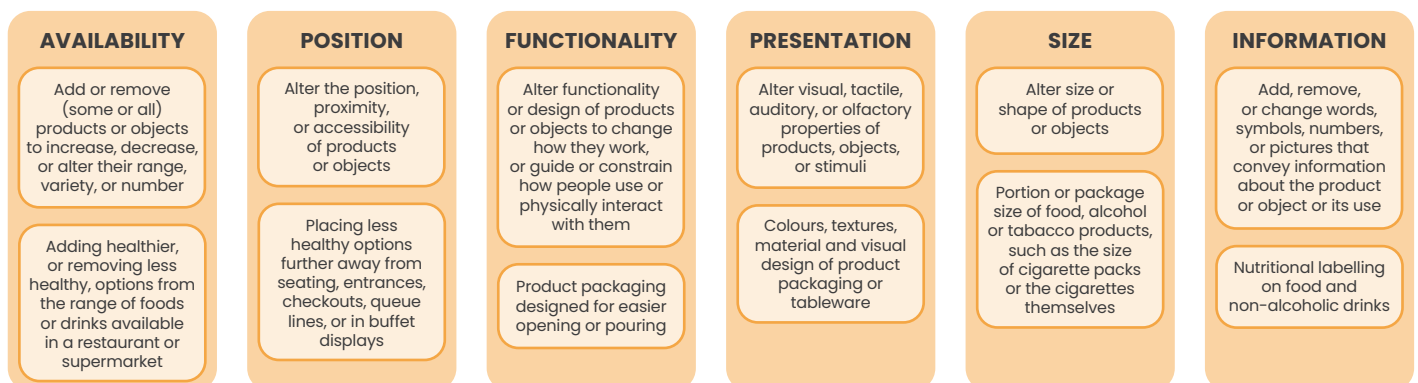 AVAILABILITY
Add or remove
(some or all)
products or objects
to increase, decrease,
or alter their range,
variety, or number
Adding healthier,
or removing less
healthy, options from
the range of foods
or drinks available
in a restaurant or
supermarket
POSITION
Alter the position,
proximity,
or accessibility
of products
or objects
Placing less
healthy options
further away from
seating, entrances,
checkouts, queue
lines, or in buffet
displays
FUNCTIONALITY
Alter functionality
or design of products
or objects to change
how they work,
or guide or constrain
how people use or
physically interact
with them
Product packaging
designed for easier
opening or pouring
PRESENTATION
Alter visual, tactile,
auditory, or olfactory
properties of
products, objects,
or stimuli
Colours, textures,
material and visual
design of product
packaging or
tableware
SIZE
Alter size or
shape of products
or objects
Portion or package
size of food, alcohol
or tobacco products,
such as the size
of cigarette packs
or the cigarettes
themselves
INFORMATION
Add, remove,
or change words,
symbols, numbers,
or pictures that
convey information
about the product
or object or its use
Nutritional labelling
on food and
non-alcoholic drinks